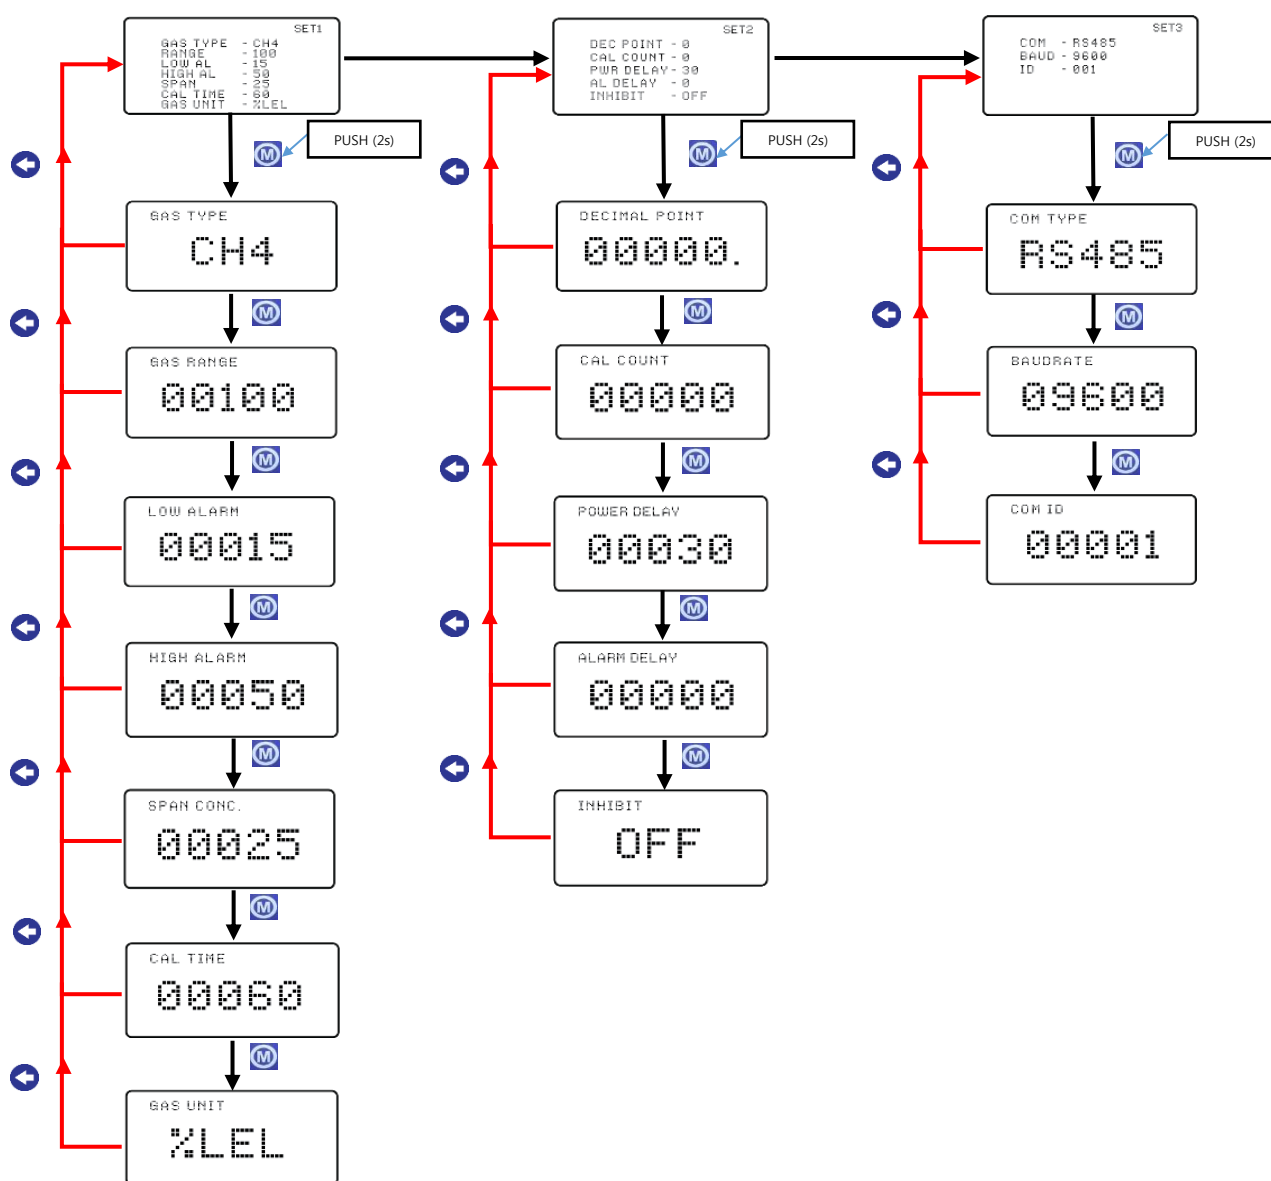 SET1
GAS TYPE - CH4
RANGE - 100
LOW AL - 15
HIGH AL - 50
SPAN - 25
CAL TIME - 60
GAS UNIT - %LEL
M
PUSH (2s)
GAS TYPE
CH4
M
GAS RANGE
00100
M
LOW ALARM
00015
M
HIGH ALARM
00050
M
SPAN CONC.
00025
M
CAL TIME
00060
M
GAS UNIT
%LEL
SET2
DEC POINT - 0
CAL COUNT - 0
PWR DELAY - 30
AL DELAY - 0
INHIBIT - OFF
M
PUSH (2s)
DECIMAL POINT
00000.
M
CAL COUNT
00000
M
POWER DELAY
00030
M
ALARM DELAY
00000
M
INHIBIT
OFF
SET3
COM - RS485
BAUD - 9600
ID - 001
M
PUSH (2s)
COM TYPE
RS485
M
BAUDRATE
09600
M
COM ID
00001